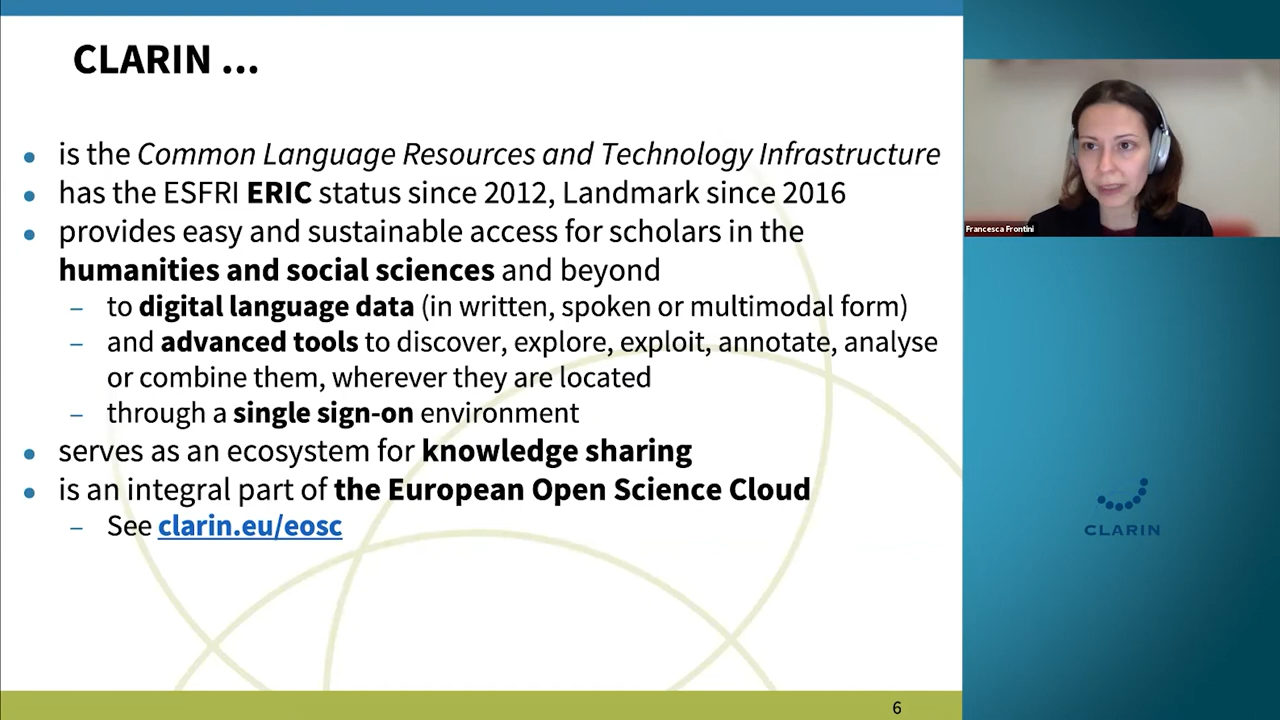 CLARIN ...
• is the Common Language Resources and Technology Infrastructure
• has the ESFRI ERIC status since 2012, Landmark since 2016
• provides easy and sustainable access for scholars in the
humanities and social sciences and beyond
– to digital language data (in written, spoken or multimodal form)
– and advanced tools to discover, explore, exploit, annotate, analyse
or combine them, wherever they are located
– through a single sign-on environment
• serves as an ecosystem for knowledge sharing
• is an integral part of the European Open Science Cloud
– See clarin.eu/eosc
6
Francesca Frontini
CLARIN